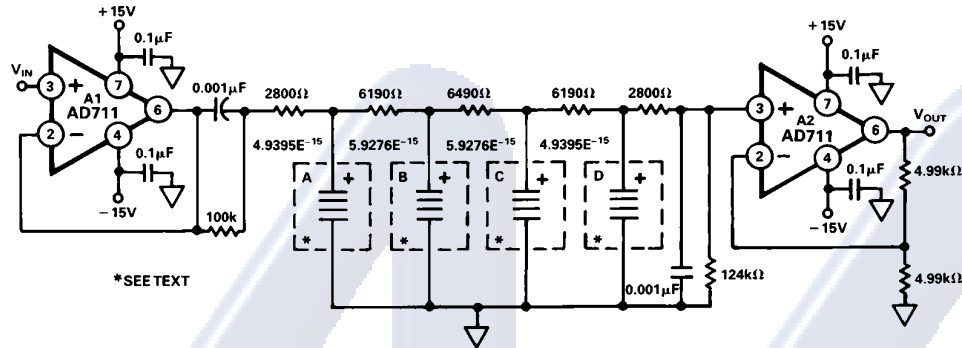 +15V
0.1µF
VIN
3
+
7
A1
AD711
6
2
−
4
0.1µF
−15V
100k
0.001µF
2800Ω
6190Ω
6490Ω
6190Ω
2800Ω
4.9395E−15
5.9276E−15
5.9276E−15
4.9395E−15
A
+
*
B
+
*
C
+
*
D
+
*
*SEE TEXT
0.001µF
124kΩ
+15V
0.1µF
3
+
7
A2
AD711
6
VOUT
2
−
4
0.1µF
−15V
4.99kΩ
4.99kΩ